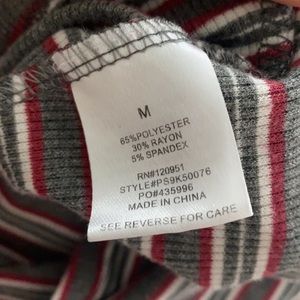 M
65%POLYESTER
30% RAYON
5% SPANDEX
RN#120951
STYLE#PS9K50076
PO#435996
MADE IN CHINA
SEE REVERSE FOR CARE